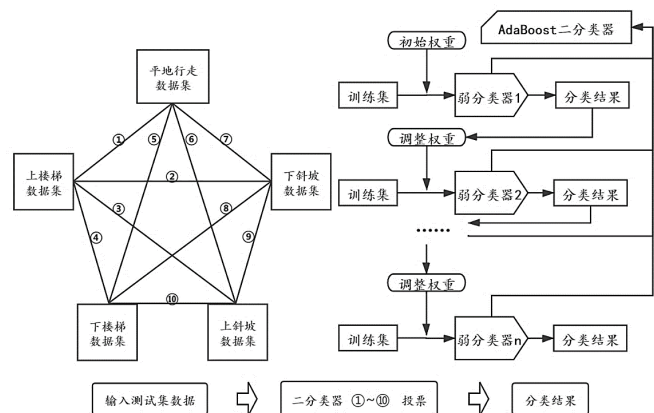 平地行走
数据集
①
⑤
⑥
⑦
上楼梯
数据集
②
下斜坡
数据集
③
⑧
④
⑨
下楼梯
数据集
⑩
上斜坡
数据集
AdaBoost二分类器
初始权重
训练集
弱分类器1
分类结果
调整权重
训练集
弱分类器2
分类结果
……
调整权重
训练集
弱分类器n
分类结果
输入测试集数据
二分类器 ①~⑩ 投票
分类结果